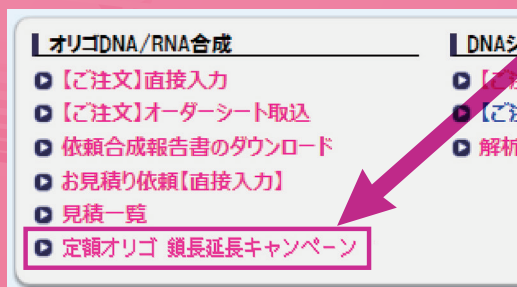 オリゴDNA/RNA合成
【ご注文】直接入力
【ご注文】オーダーシート取込
依頼合成報告書のダウンロード
お見積り依頼【直接入力】
見積一覧
定額オリゴ 鎖長延長キャンペーン
DNAシ
【ご注
【ご注
解析